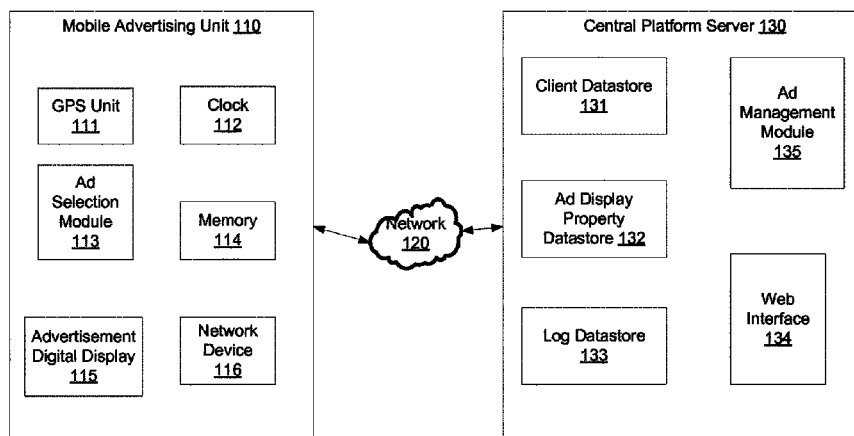 Mobile Advertising Unit 110
GPS Unit
111
Clock
112
Ad
Selection
Module
113
Memory
114
Advertisement
Digital Display
115
Network
Device
116
Network
120
Central Platform Server 130
Client Datastore
131
Ad
Management
Module
135
Ad Display
Property
Datastore 132
Log Datastore
133
Web
Interface
134